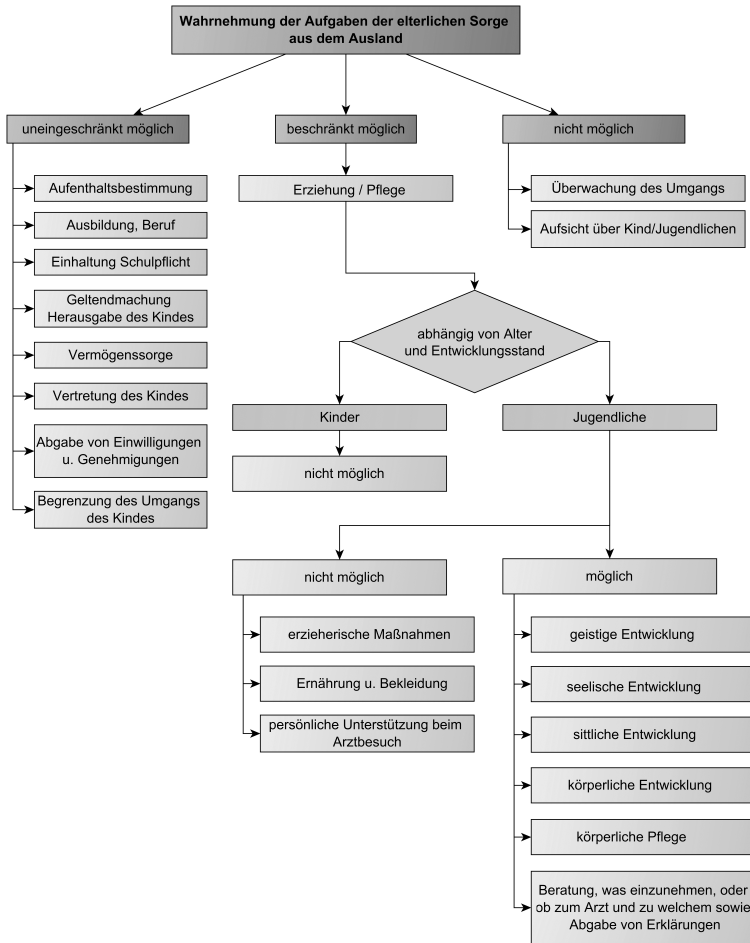 Wahrnehmung der Aufgaben der elterlichen Sorge
aus dem Ausland
uneingeschränkt möglich
Aufenthaltsbestimmung
Ausbildung, Beruf
Einhaltung Schulpflicht
Geltendmachung
Herausgabe des Kindes
Vermögenssorge
Vertretung des Kindes
Abgabe von Einwilligungen
u. Genehmigungen
Begrenzung des Umgangs
des Kindes
beschränkt möglich
Erziehung / Pflege
abhängig von Alter
und Entwicklungsstand
Kinder
nicht möglich
Jugendliche
nicht möglich
erzieherische Maßnahmen
Ernährung u. Bekleidung
persönliche Unterstützung beim
Arztbesuch
möglich
geistige Entwicklung
seelische Entwicklung
sittliche Entwicklung
körperliche Entwicklung
körperliche Pflege
Beratung, was einzunehmen, oder
ob zum Arzt und zu welchem sowie
Abgabe von Erklärungen
nicht möglich
Überwachung des Umgangs
Aufsicht über Kind/Jugendlichen